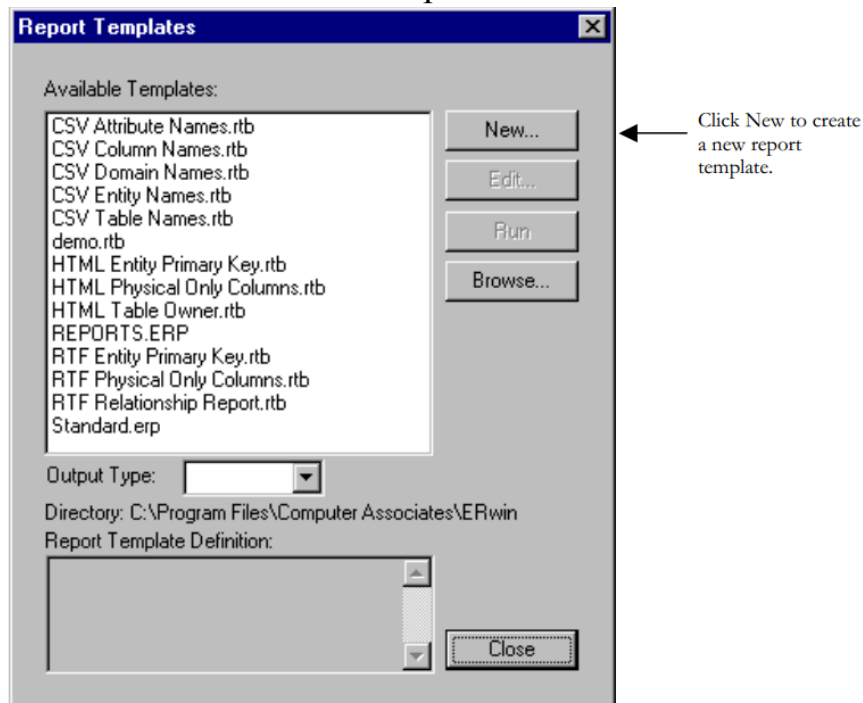 Report Templates
Available Templates:
CSV Attribute Names.rtb
CSV Column Names.rtb
CSV Domain Names.rtb
CSV Entity Names.rtb
CSV Table Names.rtb
demo.rtb
HTML Entity Primary Key.rtb
HTML Physical Only Columns.rtb
HTML Table Owner.rtb
REPORTS.ERP
RTF Entity Primary Key.rtb
RTF Physical Only Columns.rtb
RTF Relationship Report.rtb
Standard.erp
New...
Edit...
Run
Browse...
Click New to create
a new report
template.
Output Type:
Directory: C:\Program Files\Computer Associates\ERwin
Report Template Definition:
Close